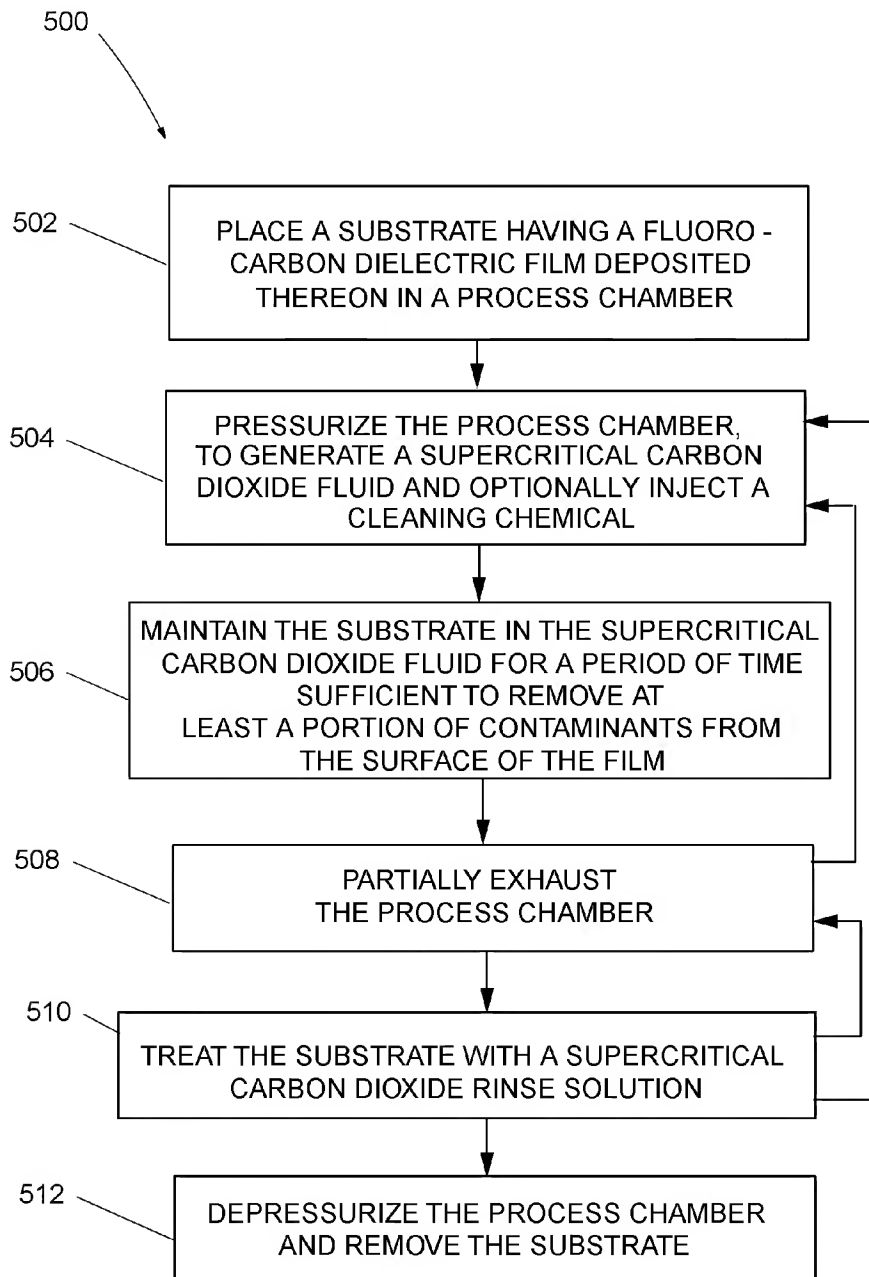 500
502
PLACE A SUBSTRATE HAVING A FLUORO -
CARBON DIELECTRIC FILM DEPOSITED
THEREON IN A PROCESS CHAMBER
504
PRESSURIZE THE PROCESS CHAMBER,
TO GENERATE A SUPERCRITICAL CARBON
DIOXIDE FLUID AND OPTIONALLY INJECT A
CLEANING CHEMICAL
506
MAINTAIN THE SUBSTRATE IN THE SUPERCRITICAL
CARBON DIOXIDE FLUID FOR A PERIOD OF TIME
SUFFICIENT TO REMOVE AT
LEAST A PORTION OF CONTAMINANTS FROM
THE SURFACE OF THE FILM
508
PARTIALLY EXHAUST
THE PROCESS CHAMBER
510
TREAT THE SUBSTRATE WITH A SUPERCRITICAL
CARBON DIOXIDE RINSE SOLUTION
512
DEPRESSURIZE THE PROCESS CHAMBER
AND REMOVE THE SUBSTRATE